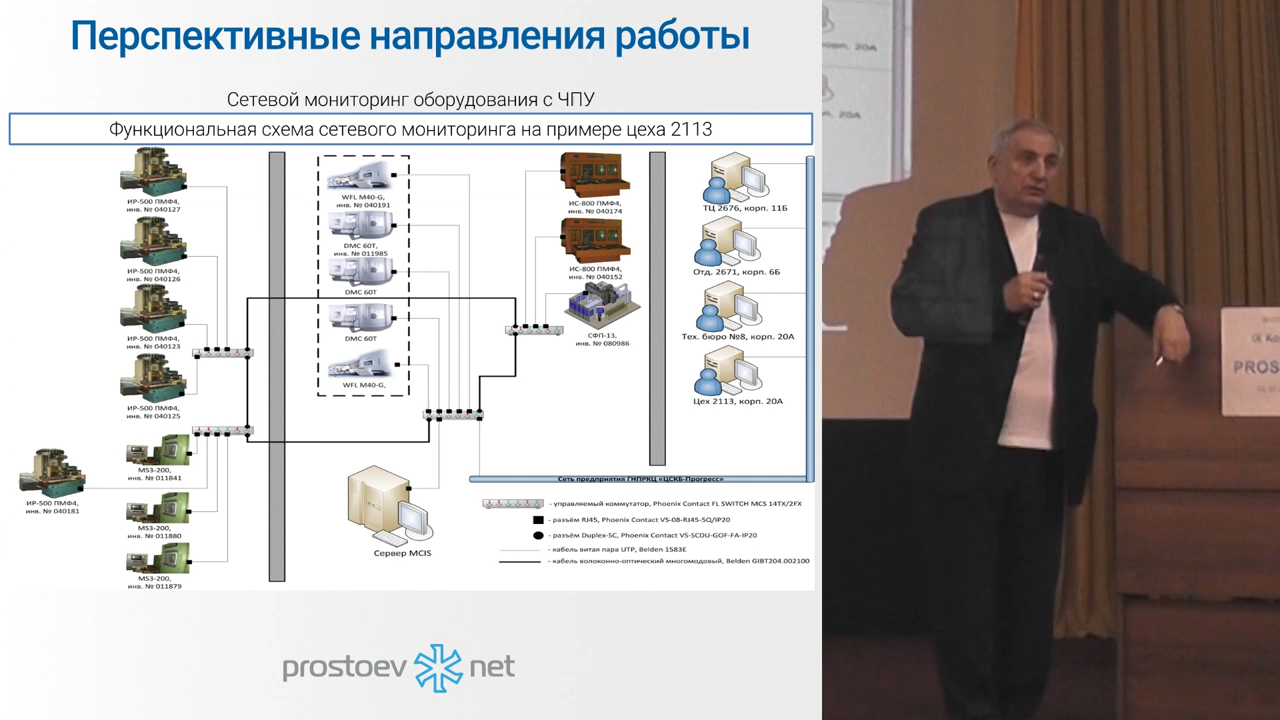 Перспективные направления работы
Сетевой мониторинг оборудования с ЧПУ
Функциональная схема сетевого мониторинга на примере цеха 2113
ИР-500 ПМФ4,
инв. № 040127
ИР-500 ПМФ4,
инв. № 040126
ИР-500 ПМФ4,
инв. № 040123
ИР-500 ПМФ4,
инв. № 040125
MS3-200,
инв. № 011841
ИР-500 ПМФ4,
инв. № 040181
MS3-200,
инв. № 011880
MS3-200,
инв. № 011879
WFL M40-G,
инв. № 040191
DMC 60T,
инв. № 011985
DMC 60T
DMC 60T
WFL M40-G,
Сервер MCIS
ИС-800 ПМФ4,
инв. № 040174
ИС-800 ПМФ4,
инв. № 040152
СФП-13,
инв. № 080986
ТЦ 2676, корп. 11Б
Отд. 2671, корп. 6Б
Тех. бюро №8, корп. 20А
Цех 2113, корп. 20А
Сеть предприятия ГНПРКЦ «ЦСКБ-Прогресс»
- управляемый коммутатор, Phoenix Contact FL SWITCH MCS 14TX/2FX
- разъём RJ45, Phoenix Contact VS-08-RJ45-5Q/IP20
- разъём Duplex-SC, Phoenix Contact VS-SCDU-GOF-FA-IP20
- кабель витая пара UTP, Belden 1583E
- кабель волоконно-оптический многомодовый, Belden GIBT204.002100
prostoev net
корп. 20А
20А
PROS